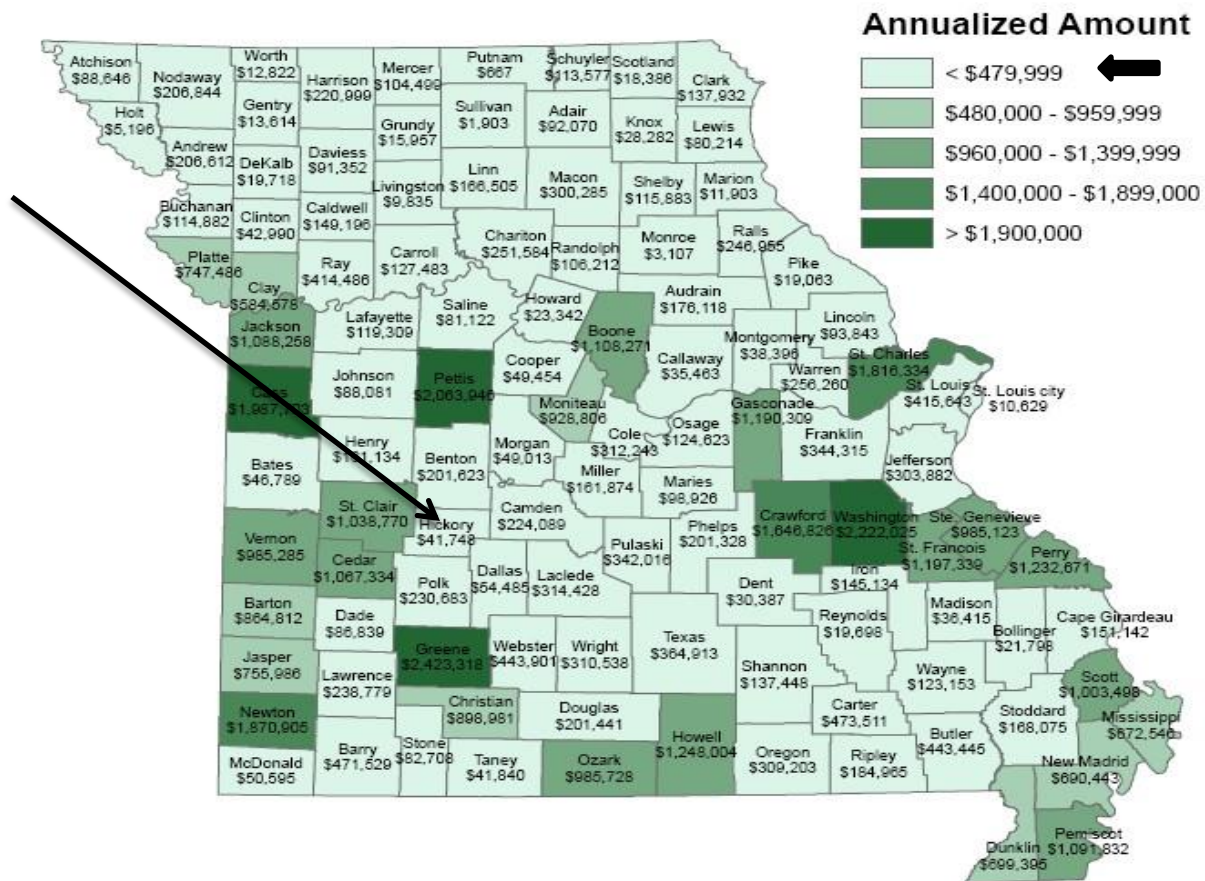 Annualized Amount
< $479,999
$480,000 - $959,999
$960,000 - $1,399,999
$1,400,000 - $1,899,000
> $1,900,000
Atchison
$88,646
Nodaway
$206,844
Worth
$12,822
Harrison
$220,999
Mercer
$104,499
Putnam
$667
Schuyler
$113,577
Scotland
$18,386
Clark
$137,932
Holt
$5,196
Gentry
$13,614
Sullivan
$1,903
Adair
$92,070
Knox
$28,282
Lewis
$80,214
Andrew
$206,612
DeKalb
$19,718
Daviess
$91,352
Grundy
$15,957
Livingston
$9,835
Linn
$166,505
Macon
$300,285
Shelby
$115,883
Marion
$11,903
Buchanan
$114,882
Clinton
$42,990
Caldwell
$149,196
Carroll
$127,483
Chariton
$251,584
Randolph
$106,212
Monroe
$3,107
Ralls
$246,955
Pike
$19,063
Platte
$747,486
Clay
$584,578
Ray
$414,486
Jackson
$1,088,258
Lafayette
$119,309
Saline
$81,122
Howard
$23,342
Boone
$1,108,271
Audrain
$176,118
Callaway
$35,463
Montgomery
$38,396
Lincoln
$93,843
Warren
$256,260
St. Charles
$1,816,334
St. Louis
$415,643
St. Louis city
$10,629
Johnson
$88,081
Pettis
Cooper
$49,454
Moniteau
$928,806
Cole
$312,243
Osage
$124,623
Gasconade
$1,190,309
Franklin
$344,315
Jefferson
$303,882
Bates
$46,789
Henry
Benton
$201,623
Morgan
$49,013
Miller
$161,874
Maries
$98,926
Camden
$224,089
St. Clair
$1,038,770
Hickory
$41,748
Vernon
$985,285
Cedar
$1,067,334
Polk
$230,683
Dallas
$54,485
Laclede
$314,428
Pulaski
$342,016
Phelps
$201,328
Crawford
$1,646,826
Washington
$2,222,025
Ste. Genevieve
$985,123
St. Francois
$1,197,339
Perry
$1,232,671
Iron
$145,134
Dent
$30,387
Reynolds
$19,698
Madison
$36,415
Bollinger
$21,798
Cape Girardeau
$151,142
Barton
$864,812
Dade
$86,839
Greene
$2,423,318
Webster
$443,901
Wright
$310,538
Texas
$364,913
Shannon
$137,448
Wayne
$123,153
Scott
$1,003,498
Jasper
$755,986
Lawrence
$238,779
Christian
$898,981
Douglas
$201,441
Howell
$1,248,004
Carter
$473,511
Stoddard
$168,075
Mississippi
$672,546
Newton
$1,870,905
McDonald
$50,595
Barry
$471,529
Stone
$82,708
Taney
$41,840
Ozark
$985,728
Oregon
$309,203
Ripley
$184,965
Butler
$443,445
New Madrid
$690,443
Dunklin
$699,395
Pemiscot
$1,091,832